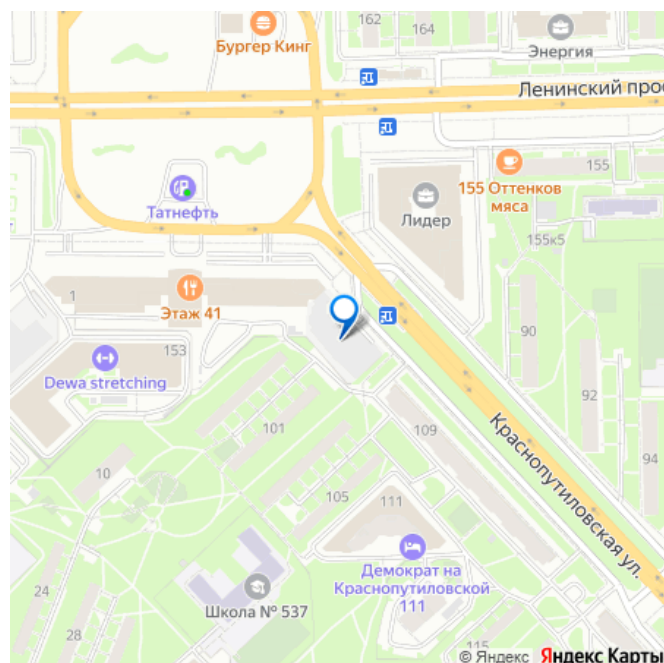 162
164
Бургер Кинг
Энергия
Ленинский прос
155
155 Оттенков
мяса
Татнефть
Лидер
155к5
1
Этаж 41
90
153
Dewa stretching
92
101
109
Краснопутиловская ул.
94
10
105
111
Демократ на
Краснопутиловской
111
24
Школа № 537
28
115
© Яндекс Яндекс Карты